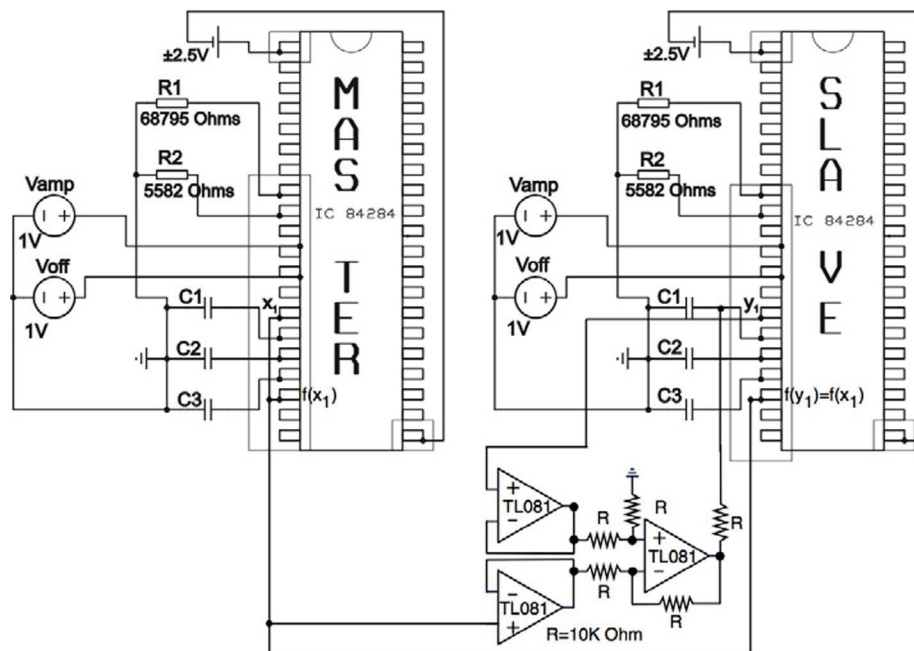 ±2.5V
R1
68795 Ohms
R2
5582 Ohms
Vamp
1V
Voff
1V
C1
C2
C3
x1
f(x1)
MAS
TER
IC 84284
±2.5V
R1
68795 Ohms
R2
5582 Ohms
Vamp
1V
Voff
1V
C1
C2
C3
y1
f(y1)=f(x1)
SLA
VE
IC 84284
+
TL081
−
R
R
R
+
TL081
−
R
R
−
TL081
+
R=10K Ohm